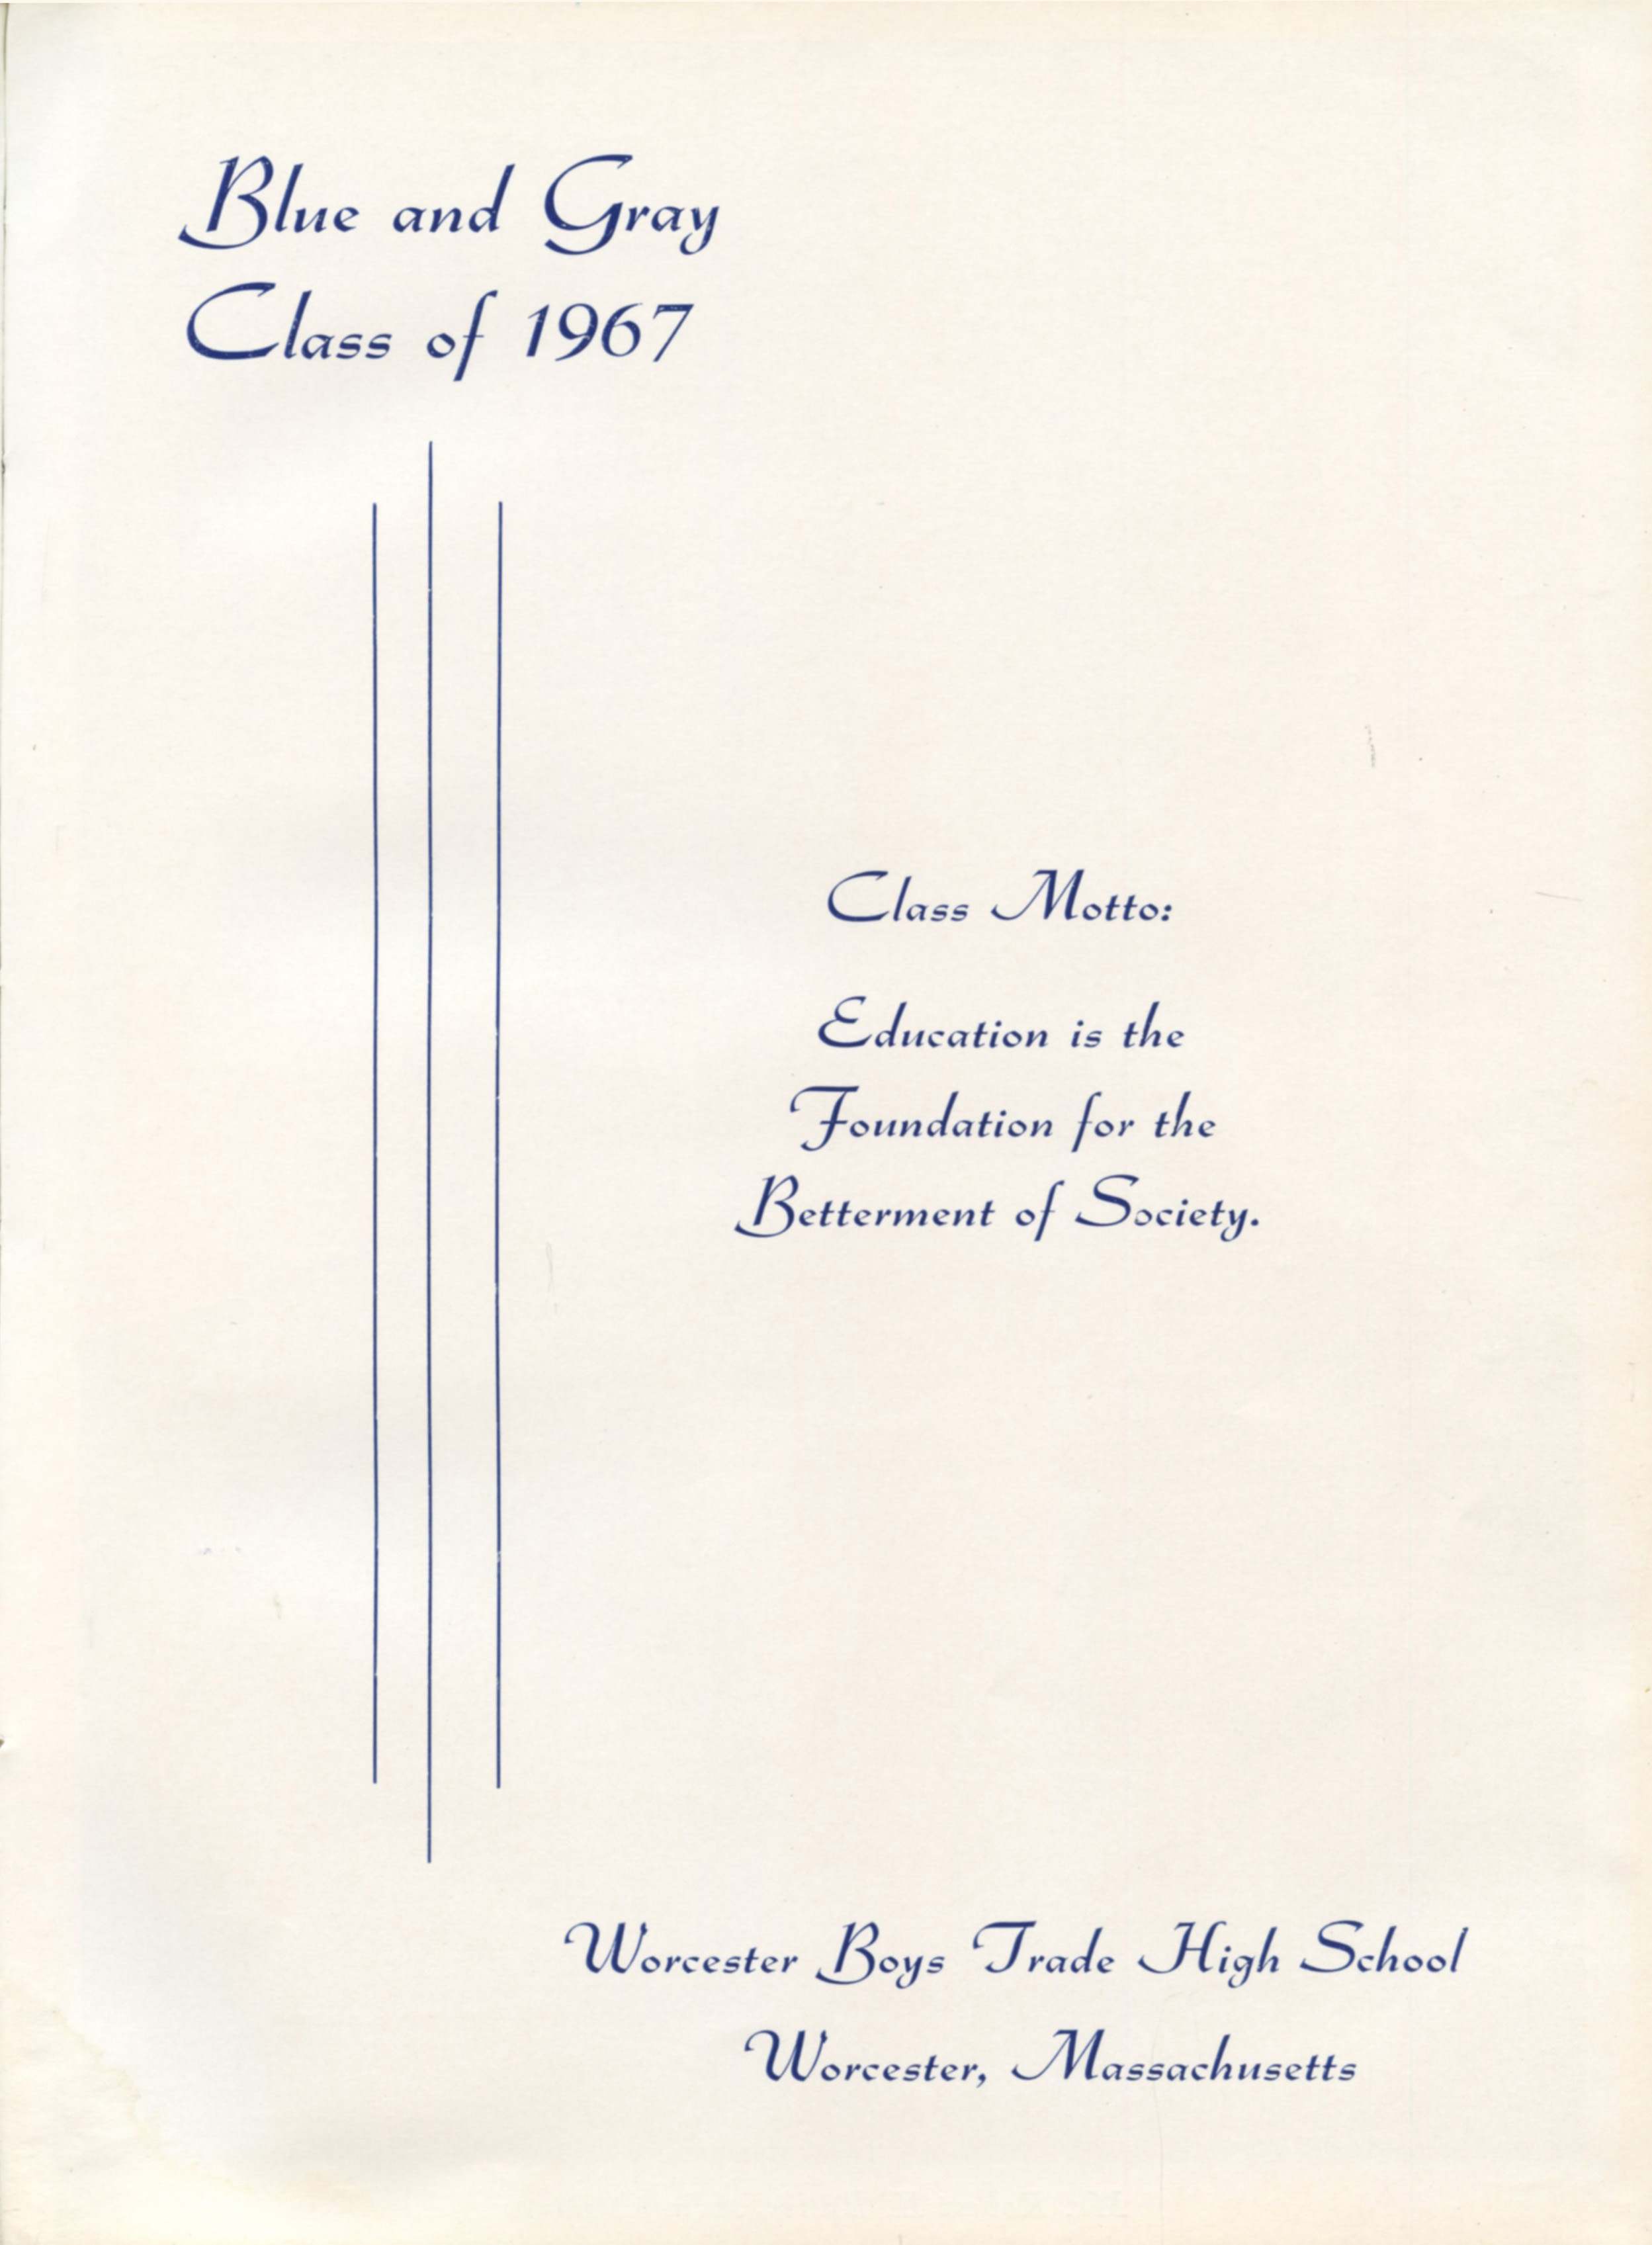 Blue and Gray
Class of 1967
Class Motto:
Education is the
Foundation for the
Betterment of Society.
Worcester Boys Trade High School
Worcester, Massachusetts